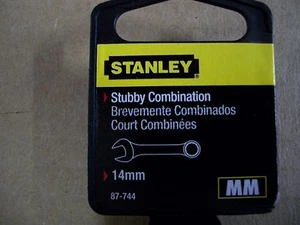 STANLEY
Stubby Combination
Brevemente Combinados
Court Combinées
14mm
87-744
MM